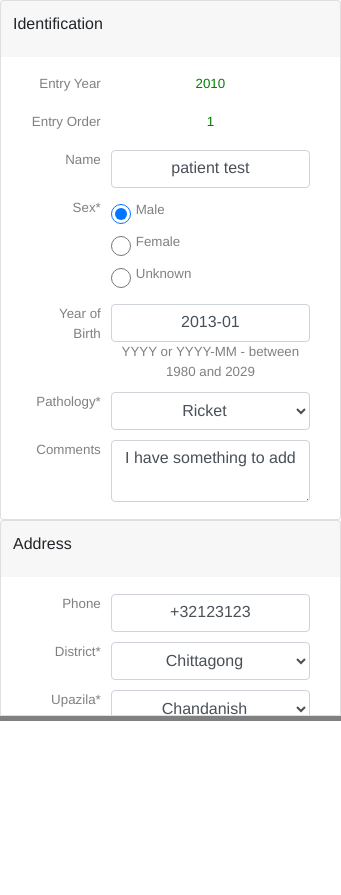 Identification
Entry Year 2010
Entry Order 1
Name patient test
Sex* Male
Female
Unknown
Year of
Birth
2013-01
YYYY or YYYY-MM - between
1980 and 2029
Pathology* Ricket
Comments I have something to add
Address
Phone +32123123
District* Chittagong
Upazila* Chandanish